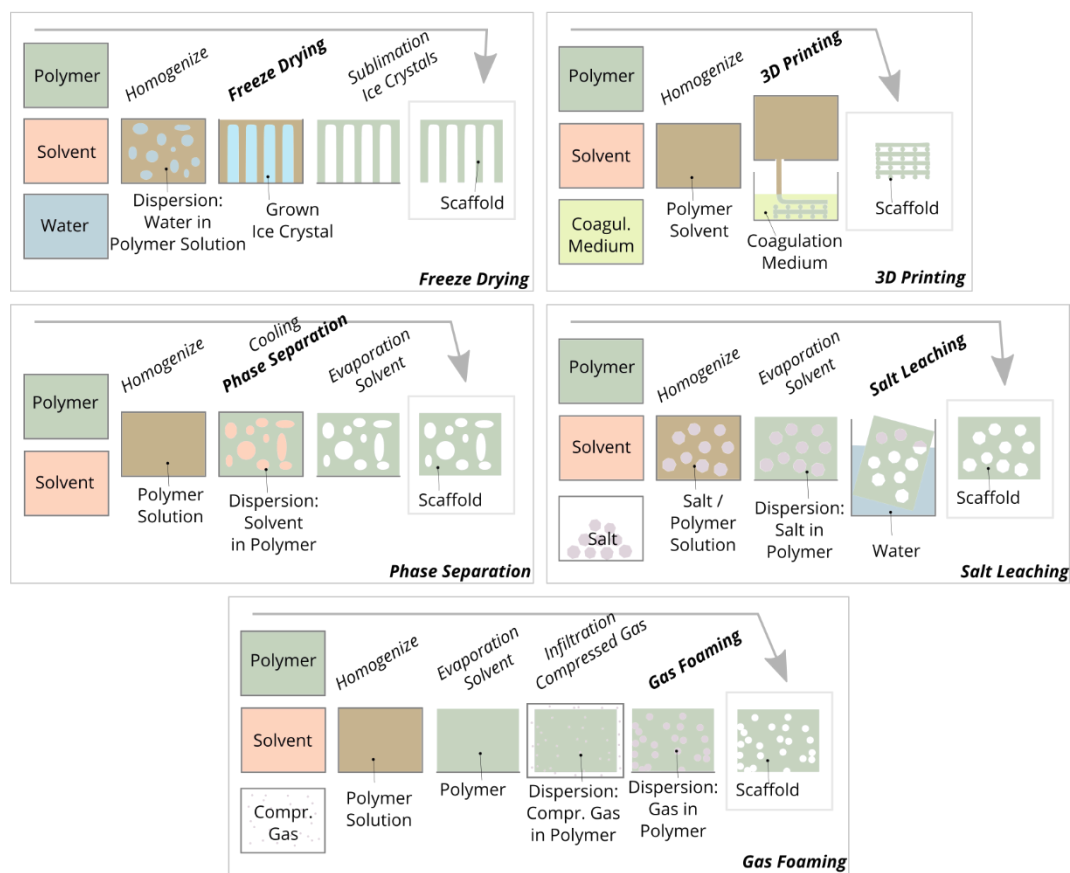 Polymer
Solvent
Water
Homogenize
Freeze Drying
Sublimation
Ice Crystals
Dispersion:
Water in
Polymer Solution
Grown
Ice Crystal
Scaffold
Freeze Drying
Polymer
Solvent
Coagul.
Medium
Homogenize
3D Printing
Polymer
Solvent
Coagulation
Medium
Scaffold
3D Printing
Polymer
Solvent
Homogenize
Cooling
Phase Separation
Evaporation
Solvent
Polymer
Solution
Dispersion:
Solvent
in Polymer
Scaffold
Phase Separation
Polymer
Solvent
Salt
Homogenize
Evaporation
Solvent
Salt Leaching
Salt /
Polymer
Solution
Dispersion:
Salt in
Polymer
Water
Scaffold
Salt Leaching
Polymer
Solvent
Compr.
Gas
Homogenize
Evaporation
Solvent
Infiltration
Compressed Gas
Gas Foaming
Polymer
Solution
Polymer
Dispersion:
Compr. Gas
in Polymer
Dispersion:
Gas in
Polymer
Scaffold
Gas Foaming